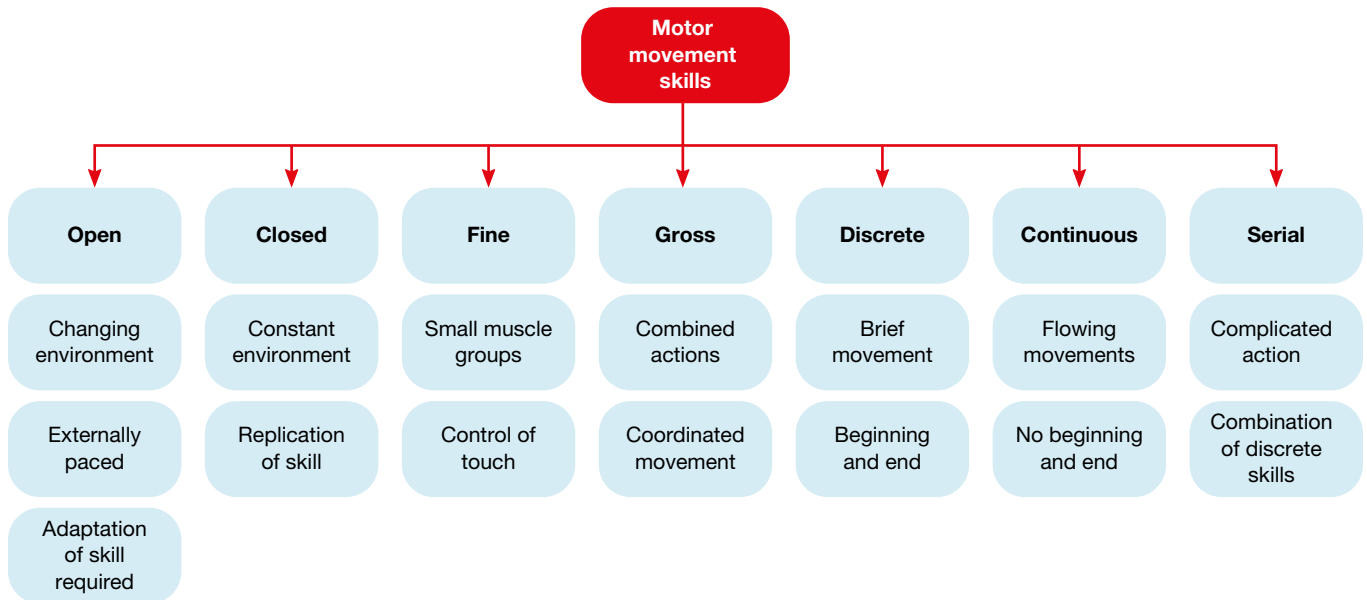 Motor
movement
skills
Open
Closed
Fine
Gross
Discrete
Continuous
Serial
Changing
environment
Constant
environment
Small muscle
groups
Combined
actions
Brief
movement
Flowing
movements
Complicated
action
Externally
paced
Replication
of skill
Control of
touch
Coordinated
movement
Beginning
and end
No beginning
and end
Combination
of discrete
skills
Adaptation
of skill
required